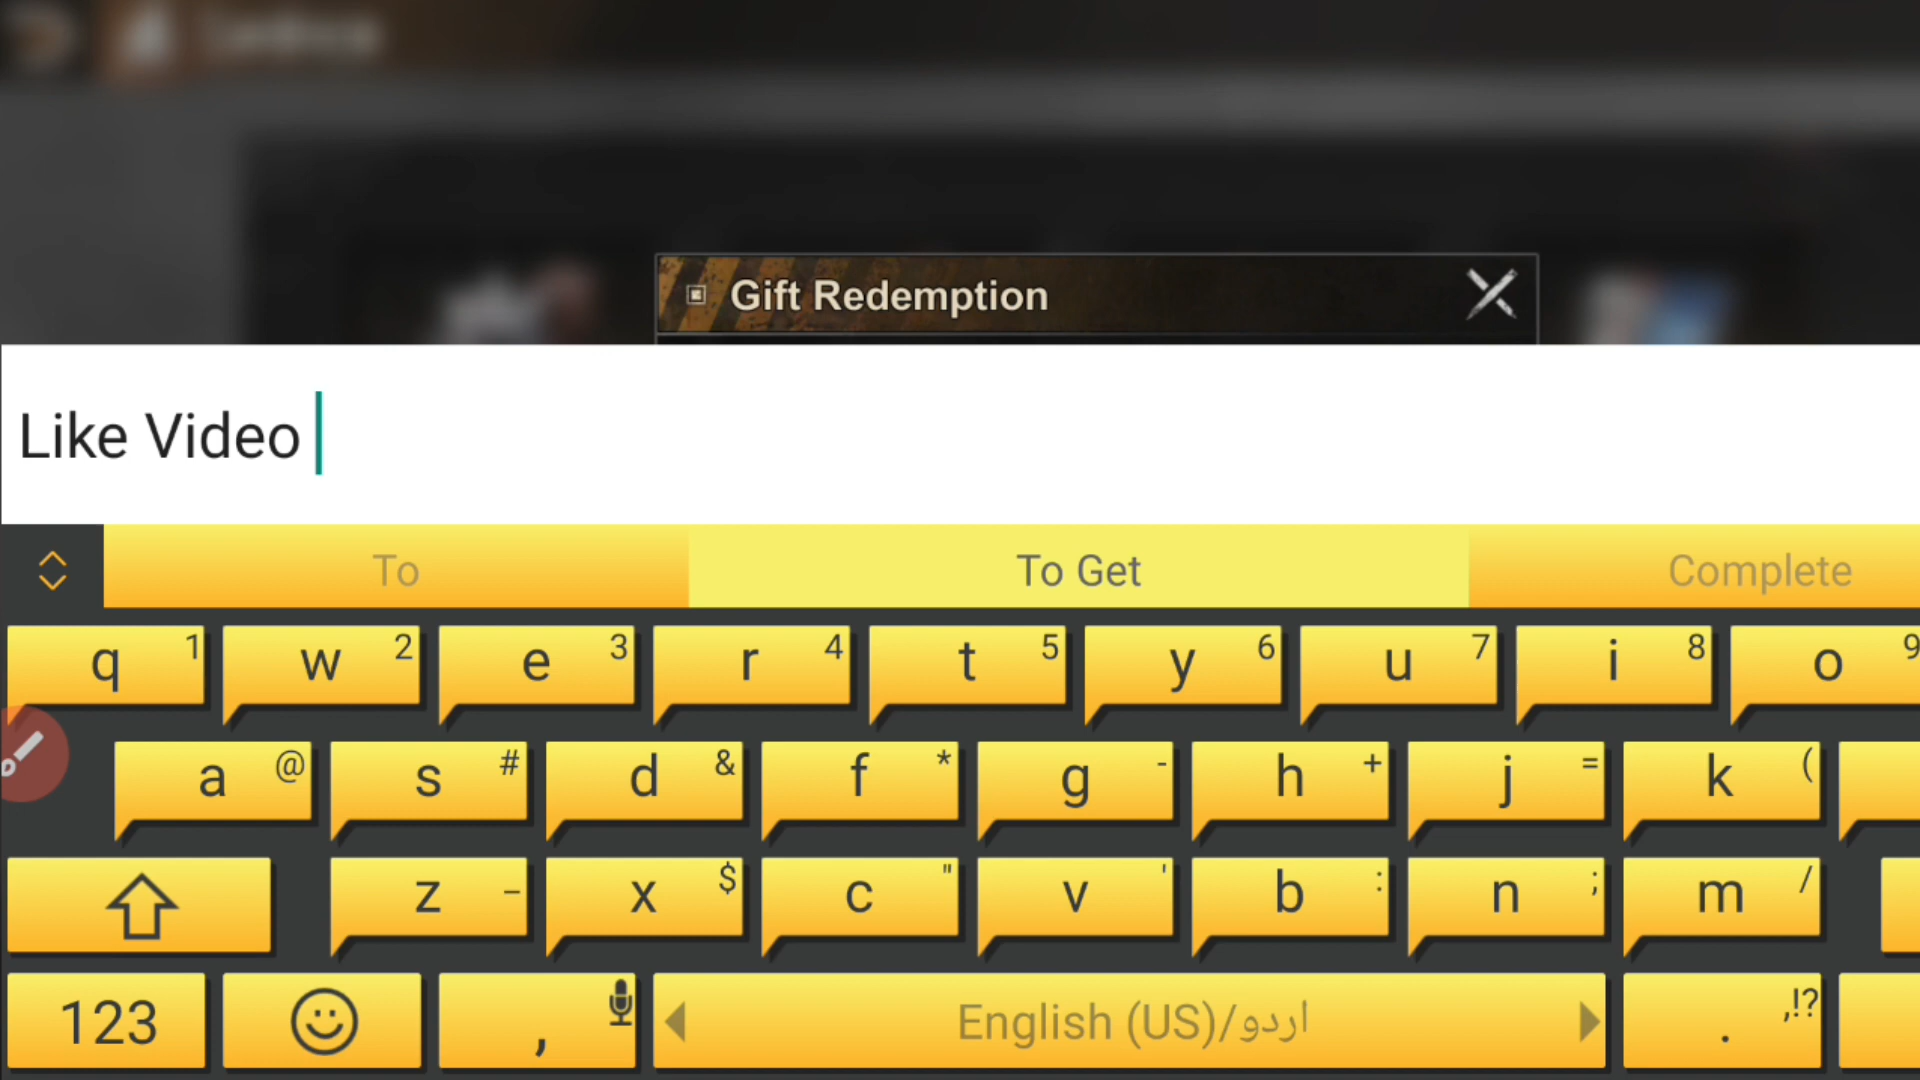 Gift Redemption
Like Video
To To Get Complete
q 1 w 2 e 3 r 4 t 5 y 6 u 7 i 8 o 9
a @ s # d & f * g - h + j = k (
z _ x $ c " v ' b : n ; m /
123 , English (US)/اردو . ,!?